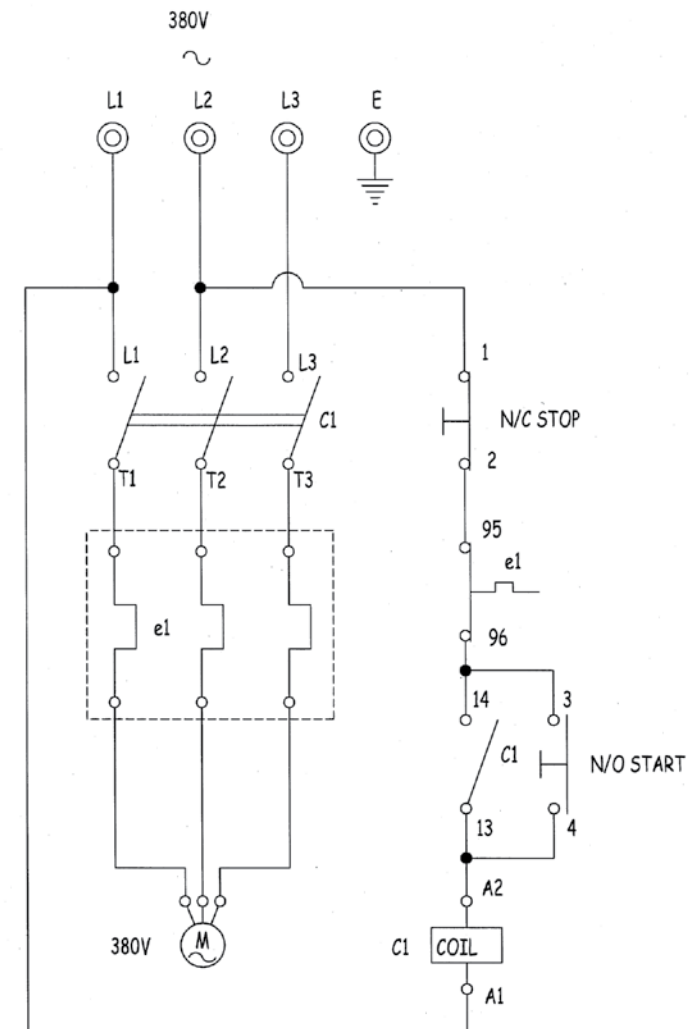 380V
L1 L2 L3 E
L1 L2 L3
C1
T1 T2 T3
e1
380V
M
1
N/C STOP
2
95
e1
96
14 3
C1
N/O START
13 4
A2
C1 COIL
A1